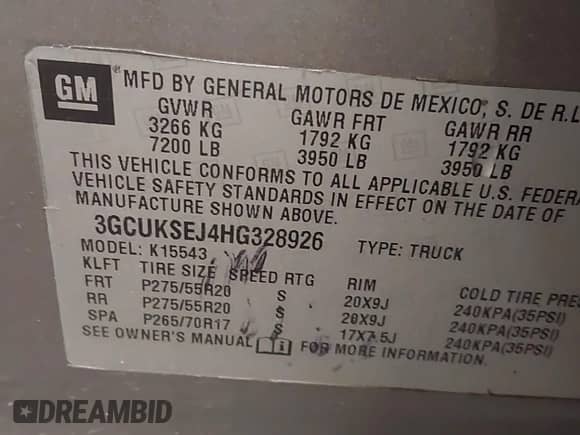 GM
MFD BY GENERAL MOTORS DE MEXICO, S. DE R.L
GVWR GAWR FRT GAWR RR
3266 KG 1792 KG 1792 KG
7200 LB 3950 LB 3950 LB
THIS VEHICLE CONFORMS TO ALL APPLICABLE U.S. FEDERA
VEHICLE SAFETY STANDARDS IN EFFECT ON THE DATE OF
MANUFACTURE SHOWN ABOVE.
3GCUKSEJ4HG328926
MODEL: K15543 TYPE: TRUCK
KLFT TIRE SIZE SPEED RTG RIM COLD TIRE PRE
FRT P275/55R20 S 20X9J 240KPA(35PSI)
RR P275/55R20 S 20X9J 240KPA(35PSI)
SPA P265/70R17 S 17X7.5J 240KPA(35PSI)
SEE OWNER'S MANUAL FOR MORE INFORMATION.
DREAMBID